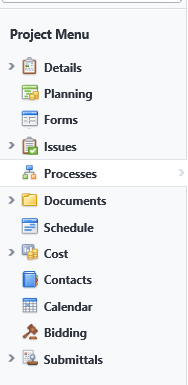 Project Menu
Details
Planning
Forms
Issues
Processes
Documents
Schedule
Cost
Contacts
Calendar
Bidding
Submittals